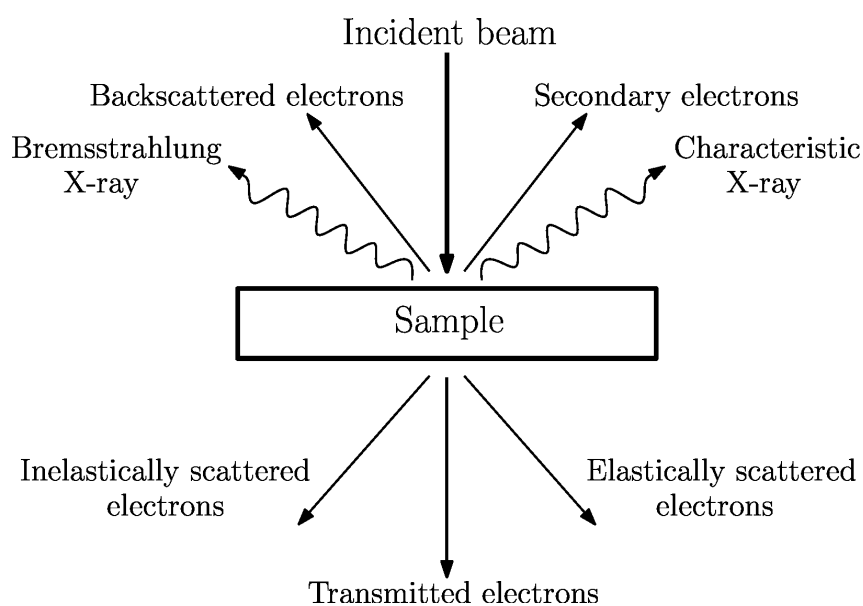 Incident beam
Backscattered electrons
Secondary electrons
Bremsstrahlung
X-ray
Characteristic
X-ray
Sample
Inelastically scattered
electrons
Elastically scattered
electrons
Transmitted electrons